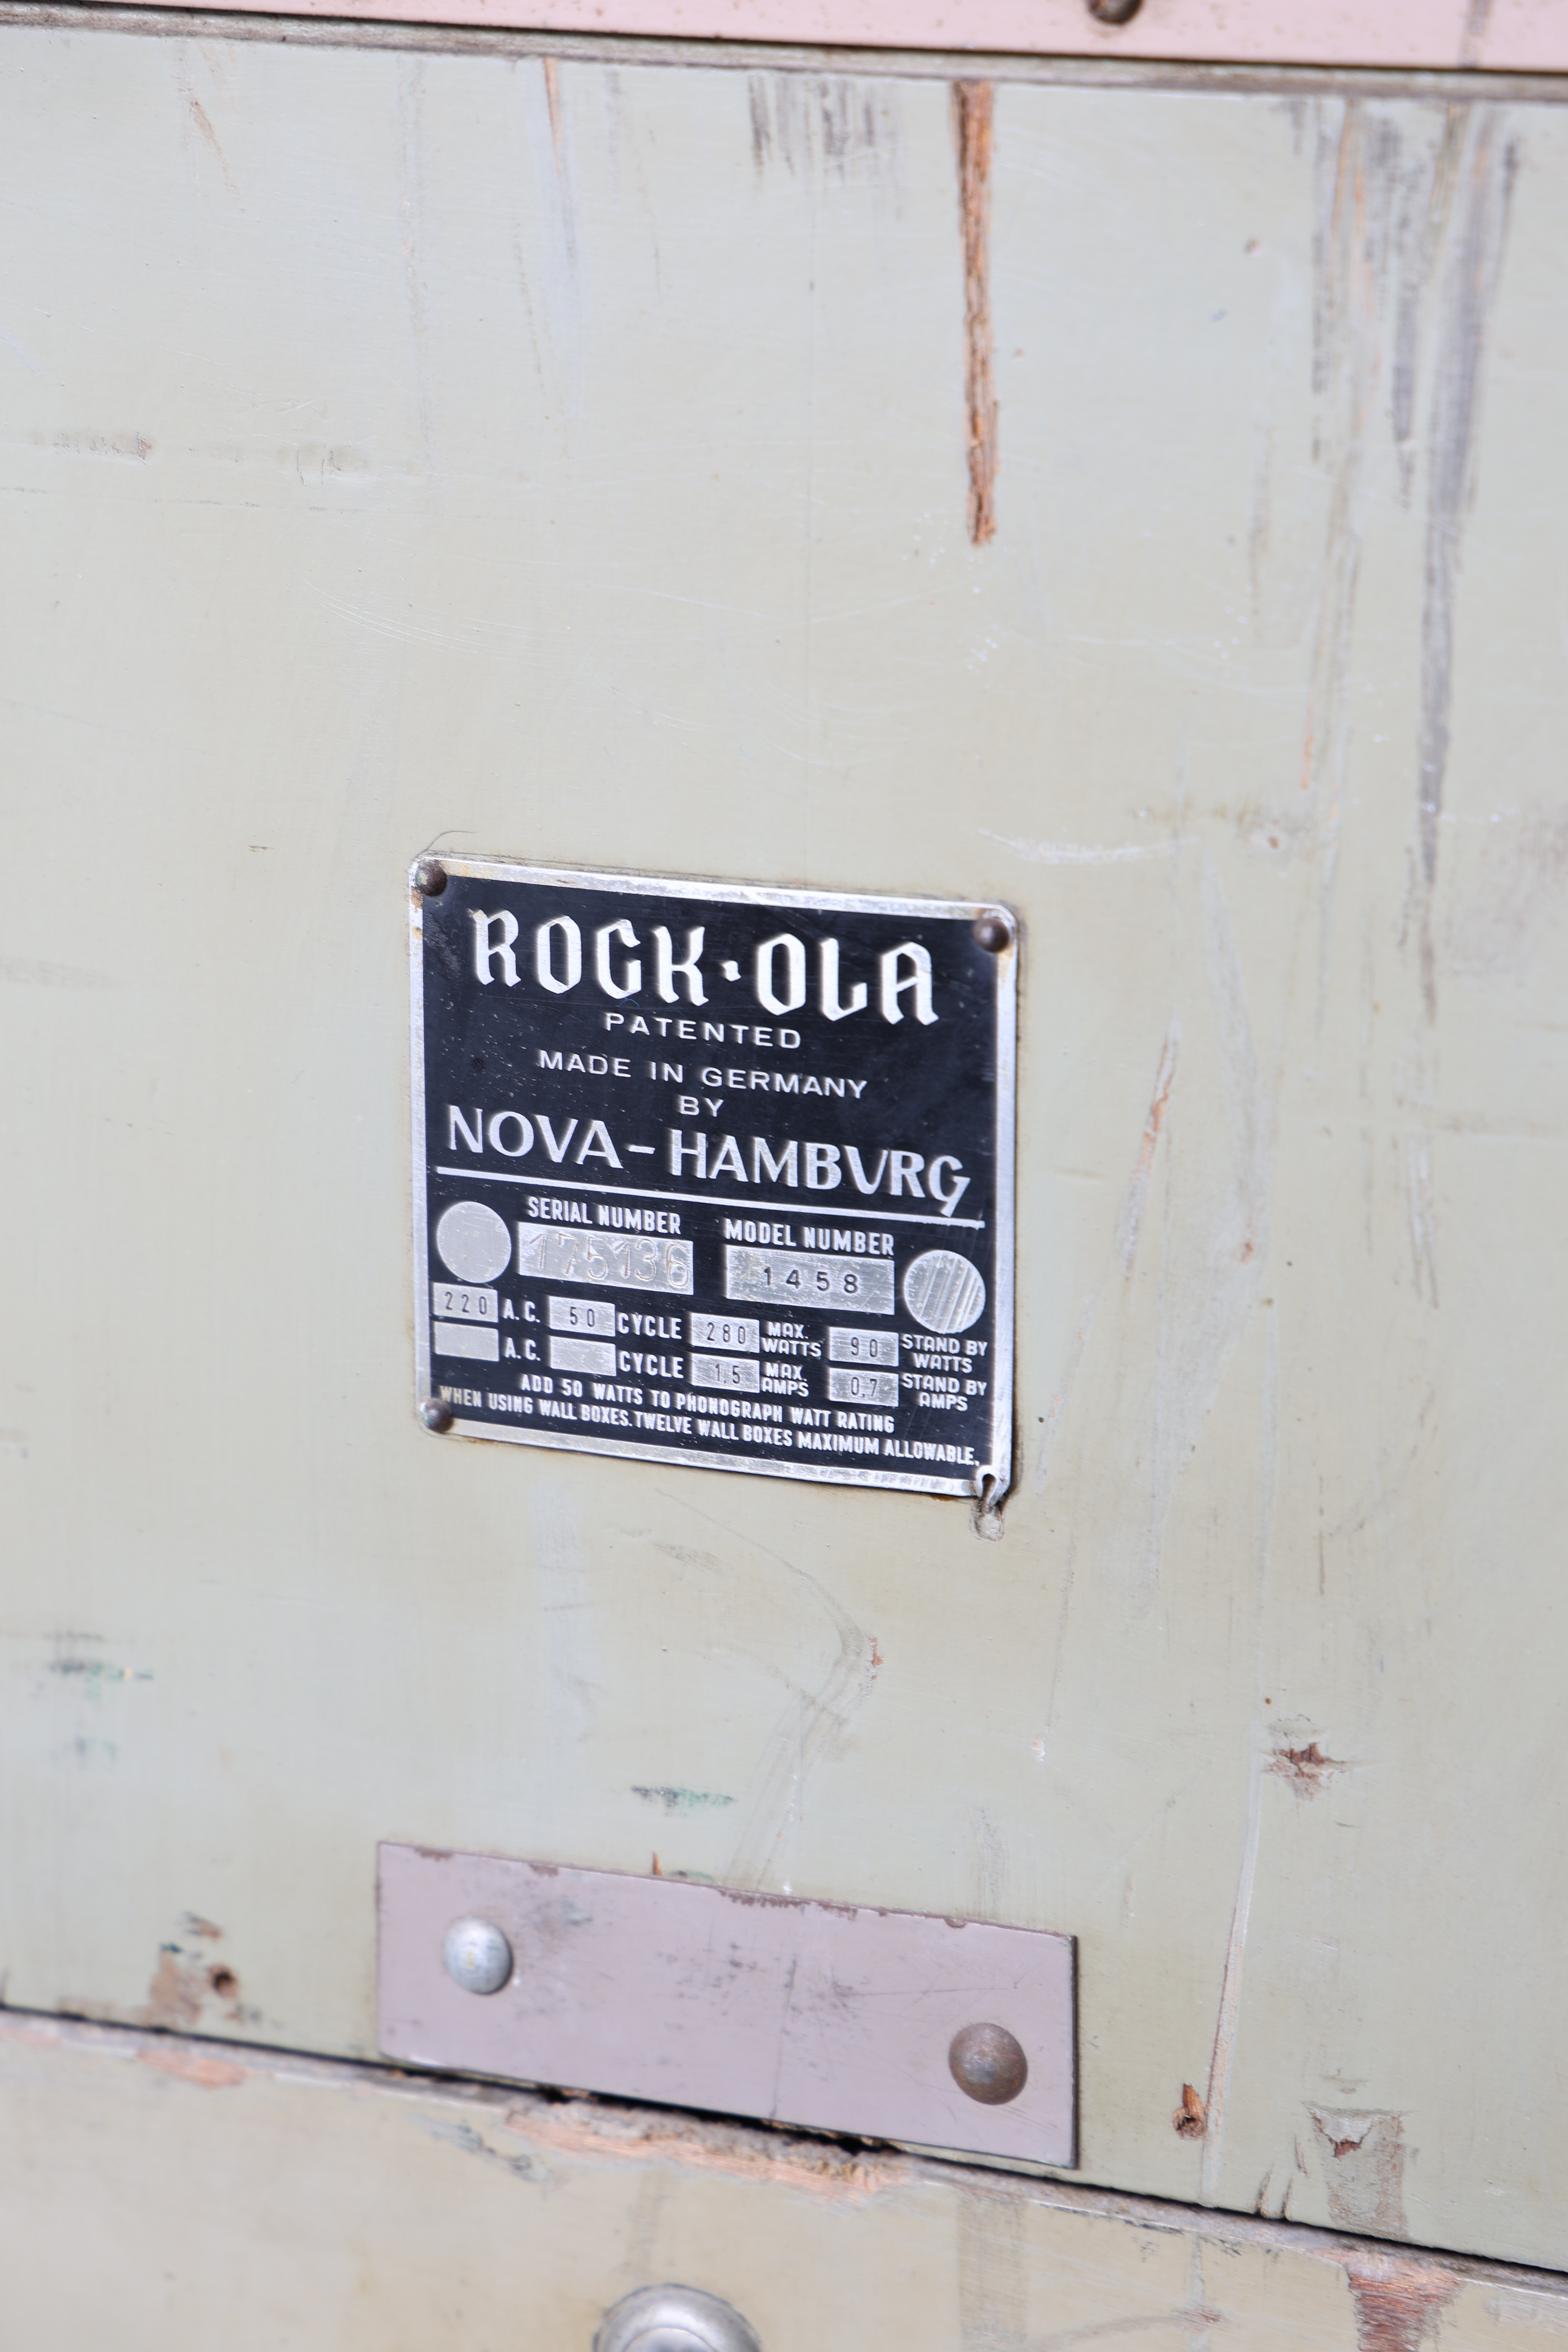 ROCK·OLA
PATENTED
MADE IN GERMANY
BY
NOVA-HAMBVRG
SERIAL NUMBER MODEL NUMBER
175136 1458
220 A.C. 50 CYCLE 280 MAX. WATTS 90 STAND BY WATTS
A.C. CYCLE 1,5 MAX. AMPS 0,7 STAND BY AMPS
ADD 50 WATTS TO PHONOGRAPH WATT RATING
WHEN USING WALL BOXES. TWELVE WALL BOXES MAXIMUM ALLOWABLE.